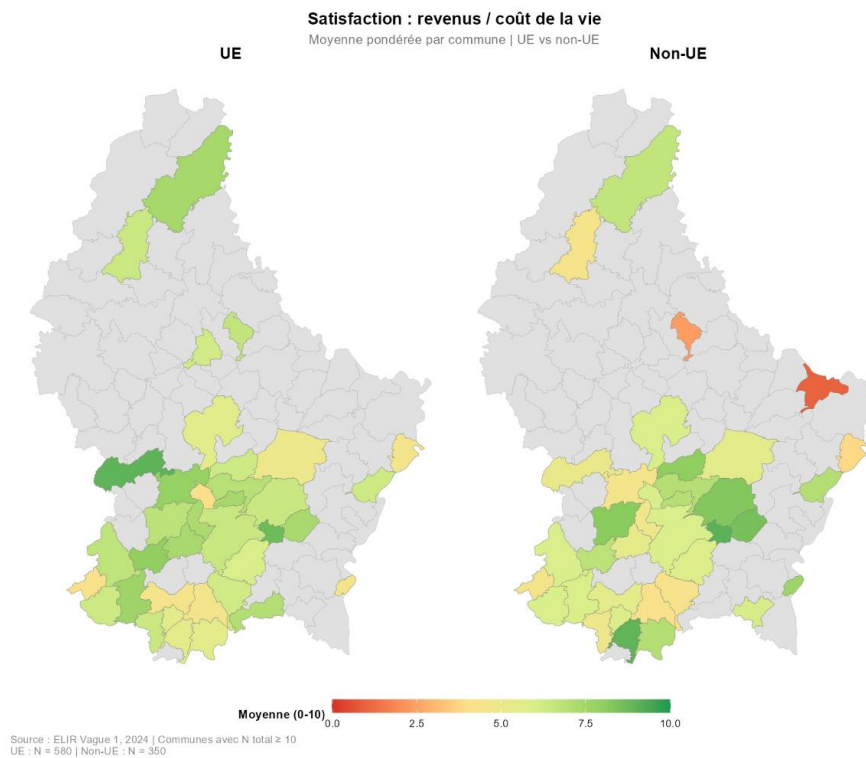 Satisfaction : revenus / coût de la vie
Moyenne pondérée par commune | UE vs non-UE
UE
Non-UE
Moyenne (0-10)
0.0
2.5
5.0
7.5
10.0
Source : ELIR Vague 1, 2024 | Communes avec N total ≥ 10
UE : N = 580 | Non-UE : N = 350